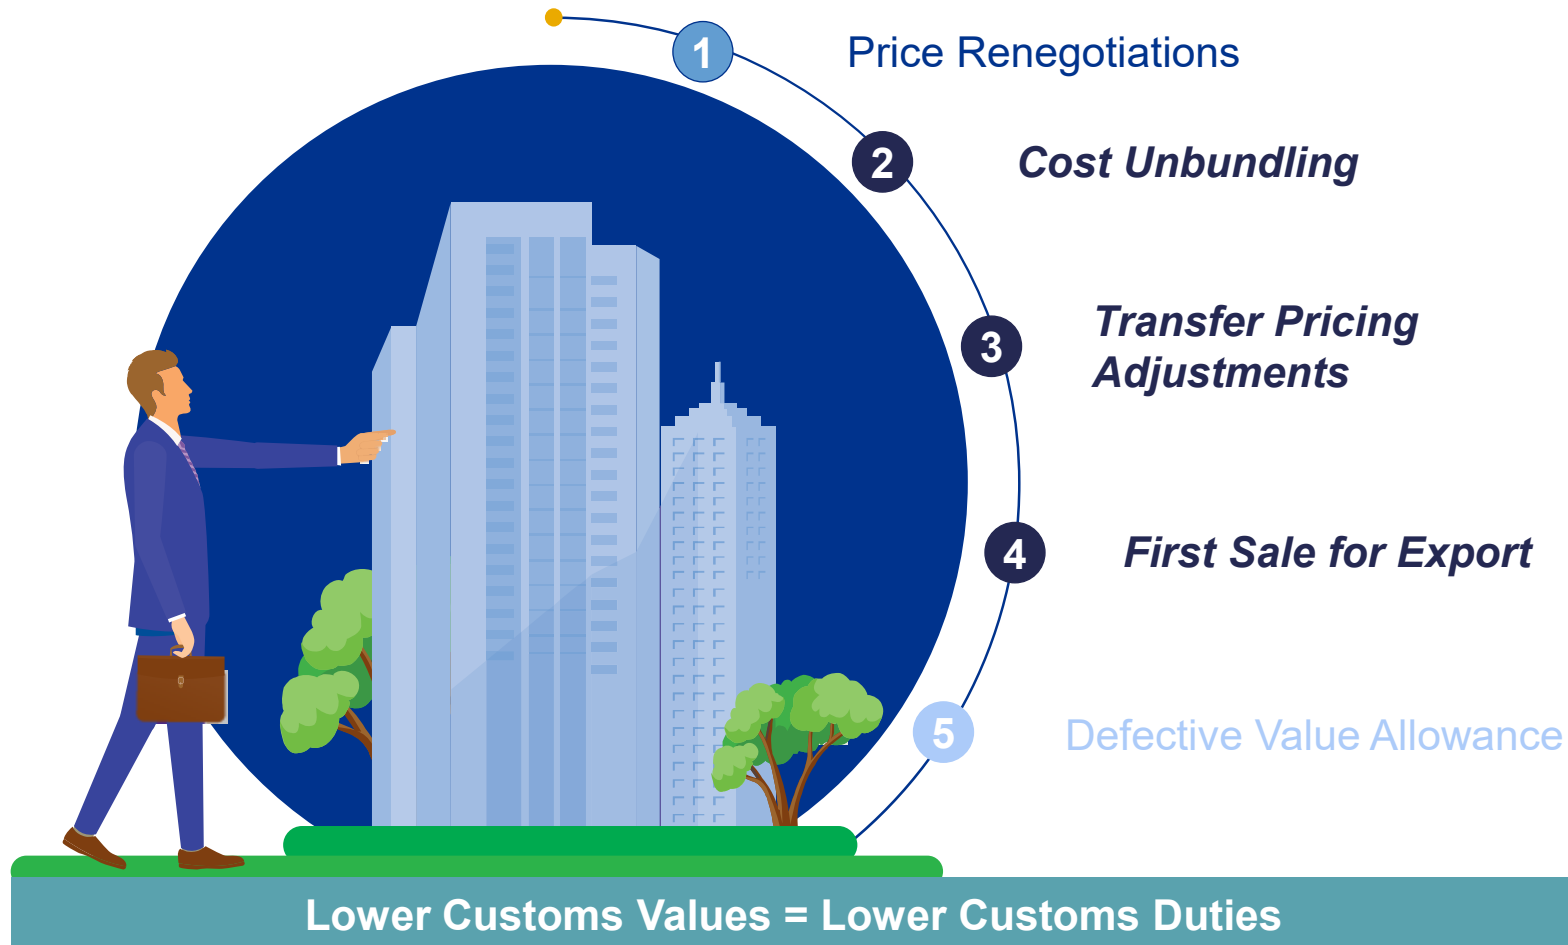 1 Price Renegotiations
2 Cost Unbundling
3 Transfer Pricing
Adjustments
4 First Sale for Export
5 Defective Value Allowance
Lower Customs Values = Lower Customs Duties